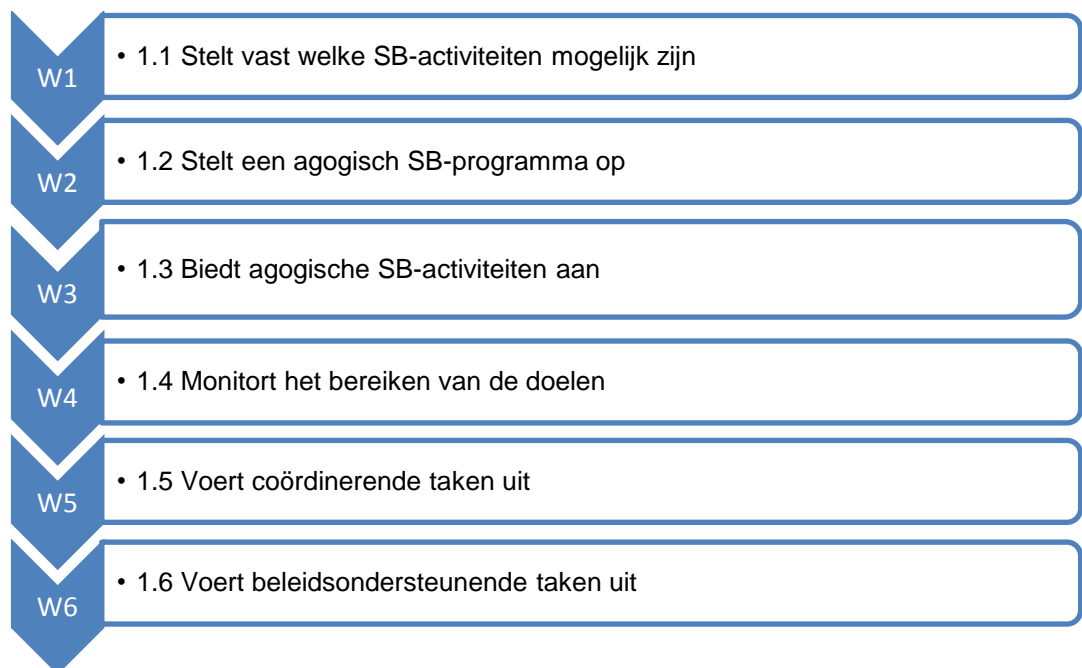 W1
• 1.1 Stelt vast welke SB-activiteiten mogelijk zijn
W2
• 1.2 Stelt een agogisch SB-programma op
W3
• 1.3 Biedt agogische SB-activiteiten aan
W4
• 1.4 Monitort het bereiken van de doelen
W5
• 1.5 Voert coördinerende taken uit
W6
• 1.6 Voert beleidsondersteunende taken uit